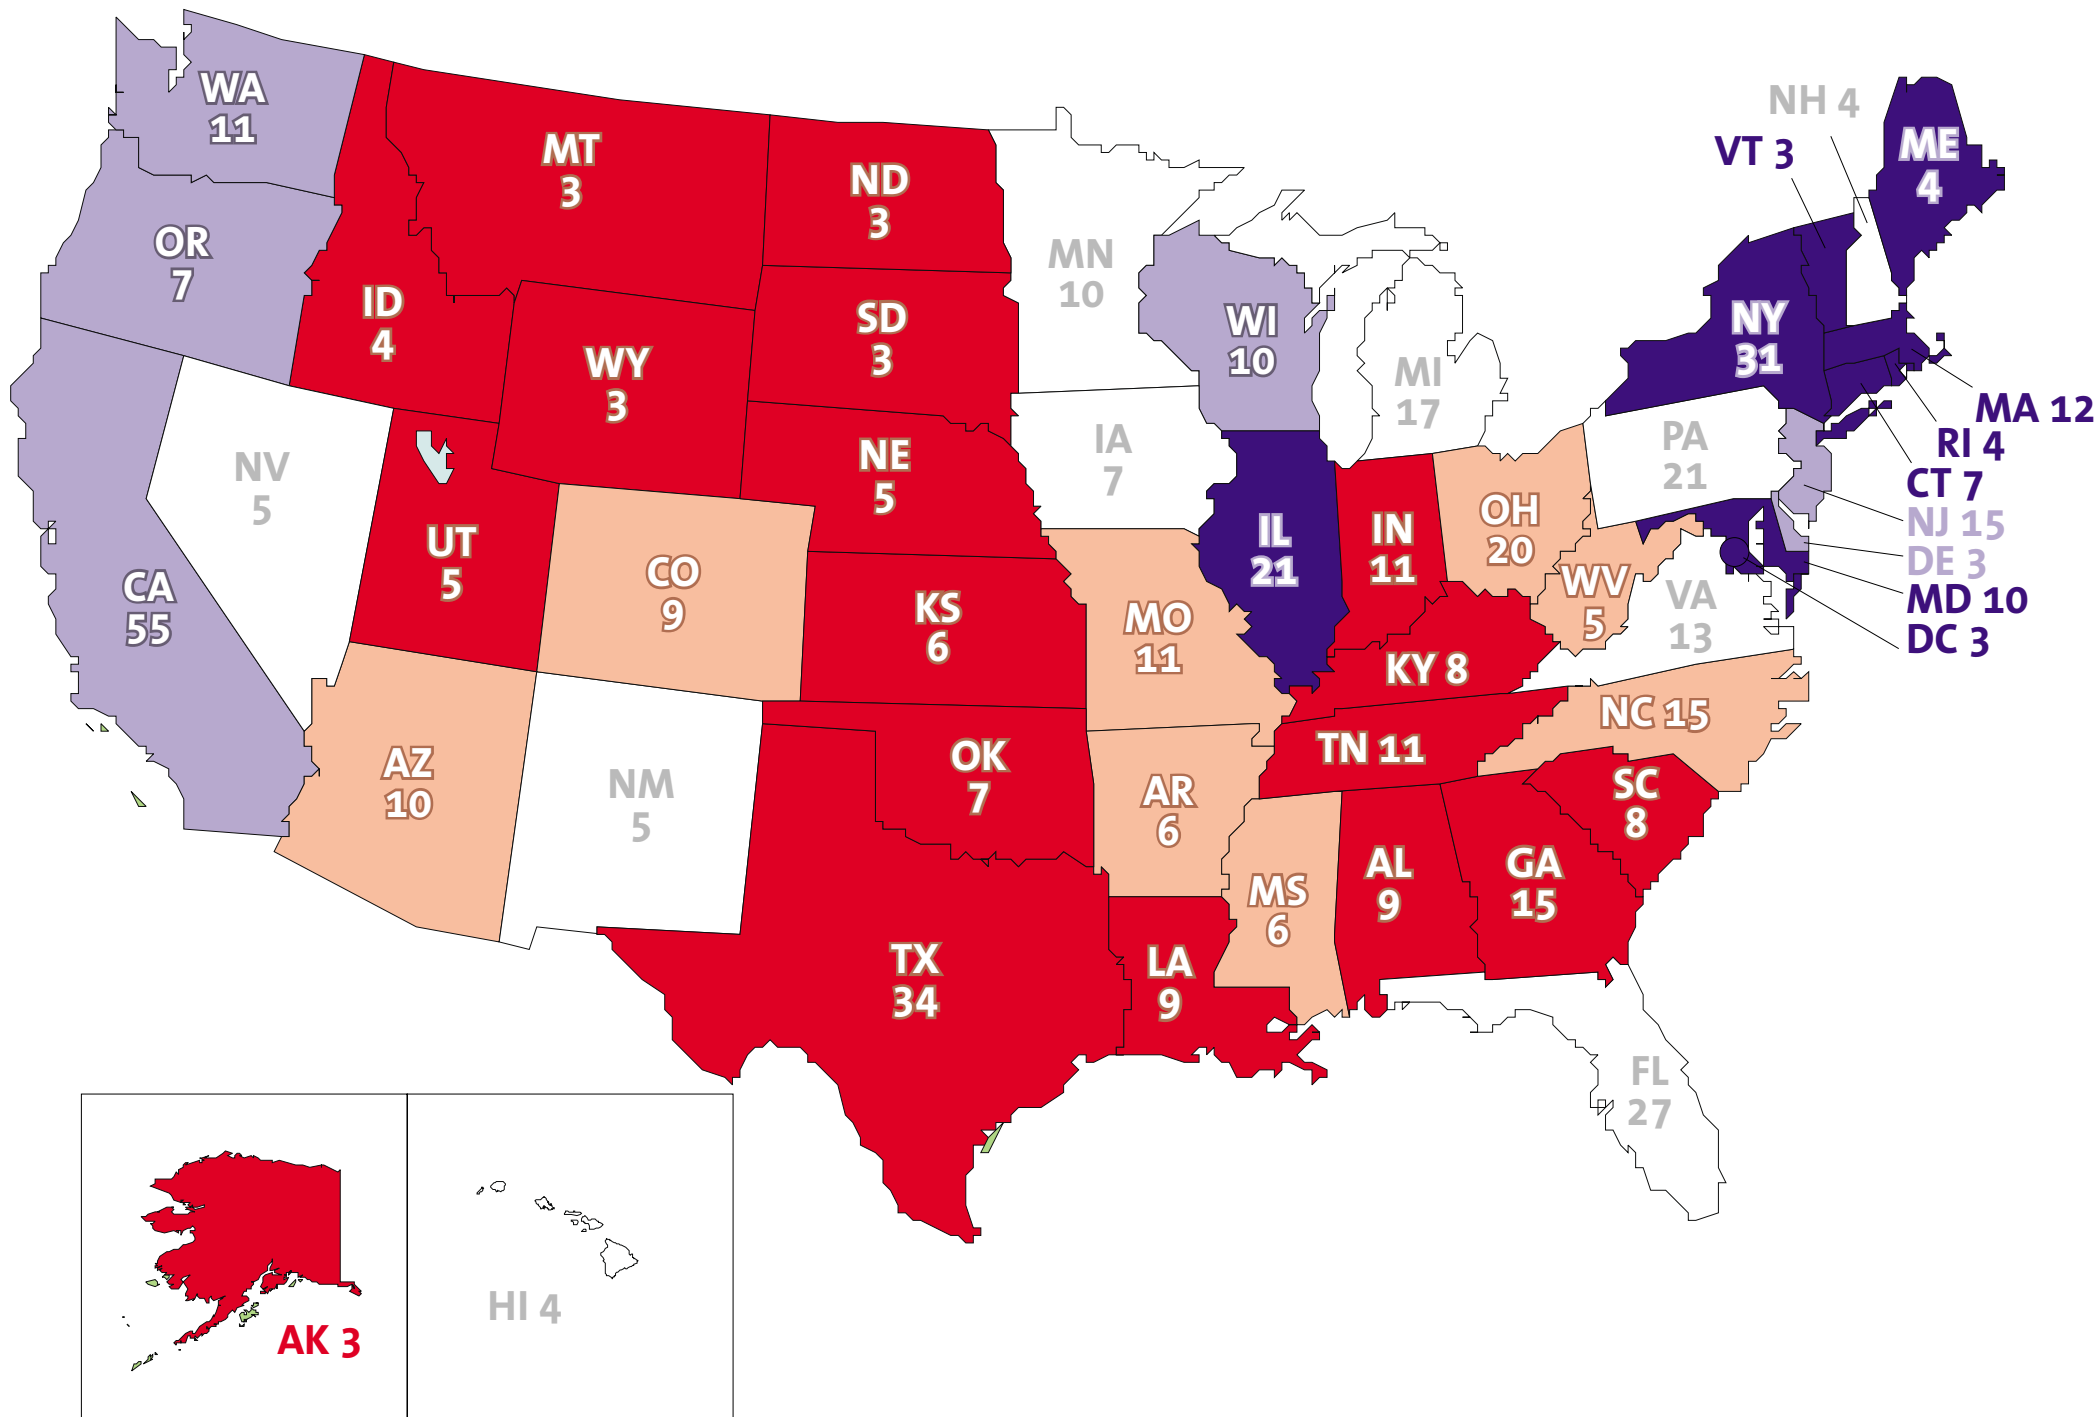 WA
11
OR
7
CA
55
NV
5
ID
4
MT
3
WY
3
UT
5
CO
9
AZ
10
NM
5
ND
3
SD
3
NE
5
KS
6
OK
7
TX
34
MN
10
IA
7
MO
11
AR
6
LA
9
WI
10
IL
21
MI
17
IN
11
OH
20
KY 8
TN 11
MS
6
AL
9
GA
15
FL
27
SC
8
NC 15
WV
5
VA
13
PA
21
NY
31
VT 3
NH 4
ME
4
MA 12
RI 4
CT 7
NJ 15
DE 3
MD 10
DC 3
AK 3
HI 4